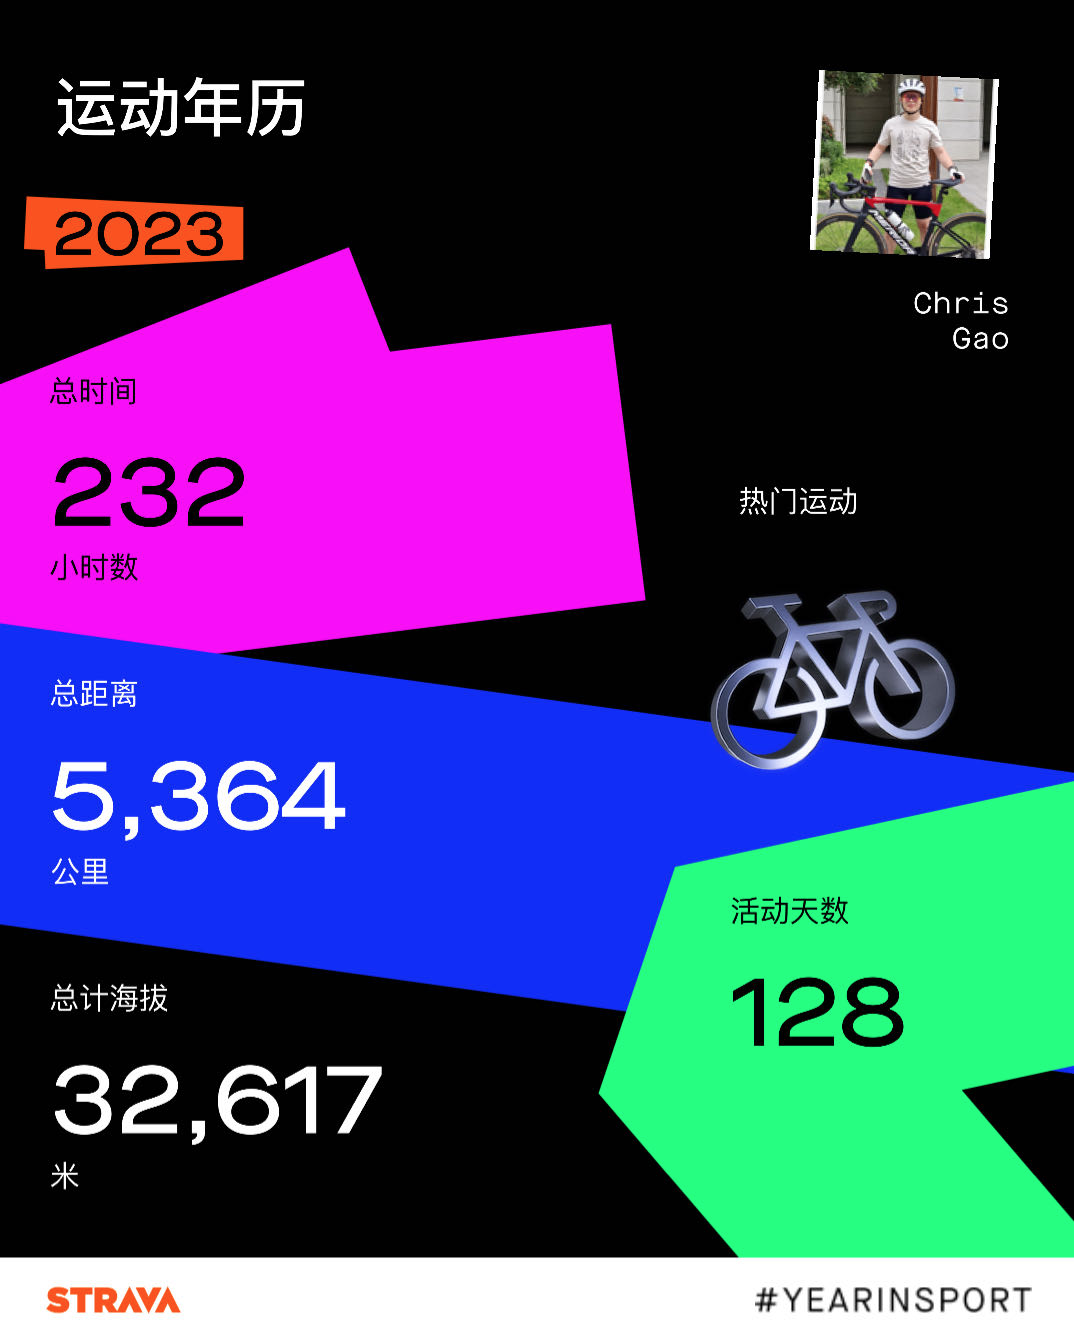 运动年历
2023
Chris
Gao
总时间
232
小时数
热门运动
总距离
5,364
公里
活动天数
128
总计海拔
32,617
米
STRAVA
#YEARINSPORT
MERIDA